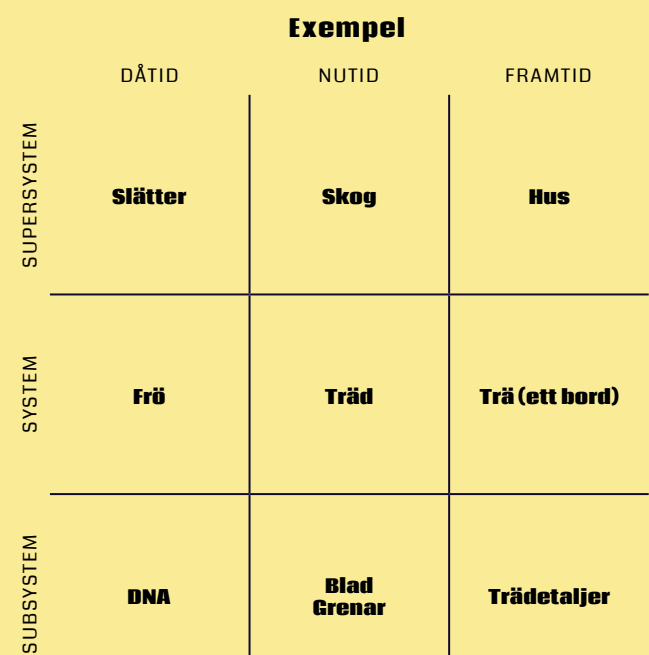 Exempel
DÅTID NUTID FRAMTID
SUPERSYSTEM
Slätter Skog Hus
SYSTEM
Frö Träd Trä (ett bord)
SUBSYSTEM
DNA Blad Trädetaljer
Grenar